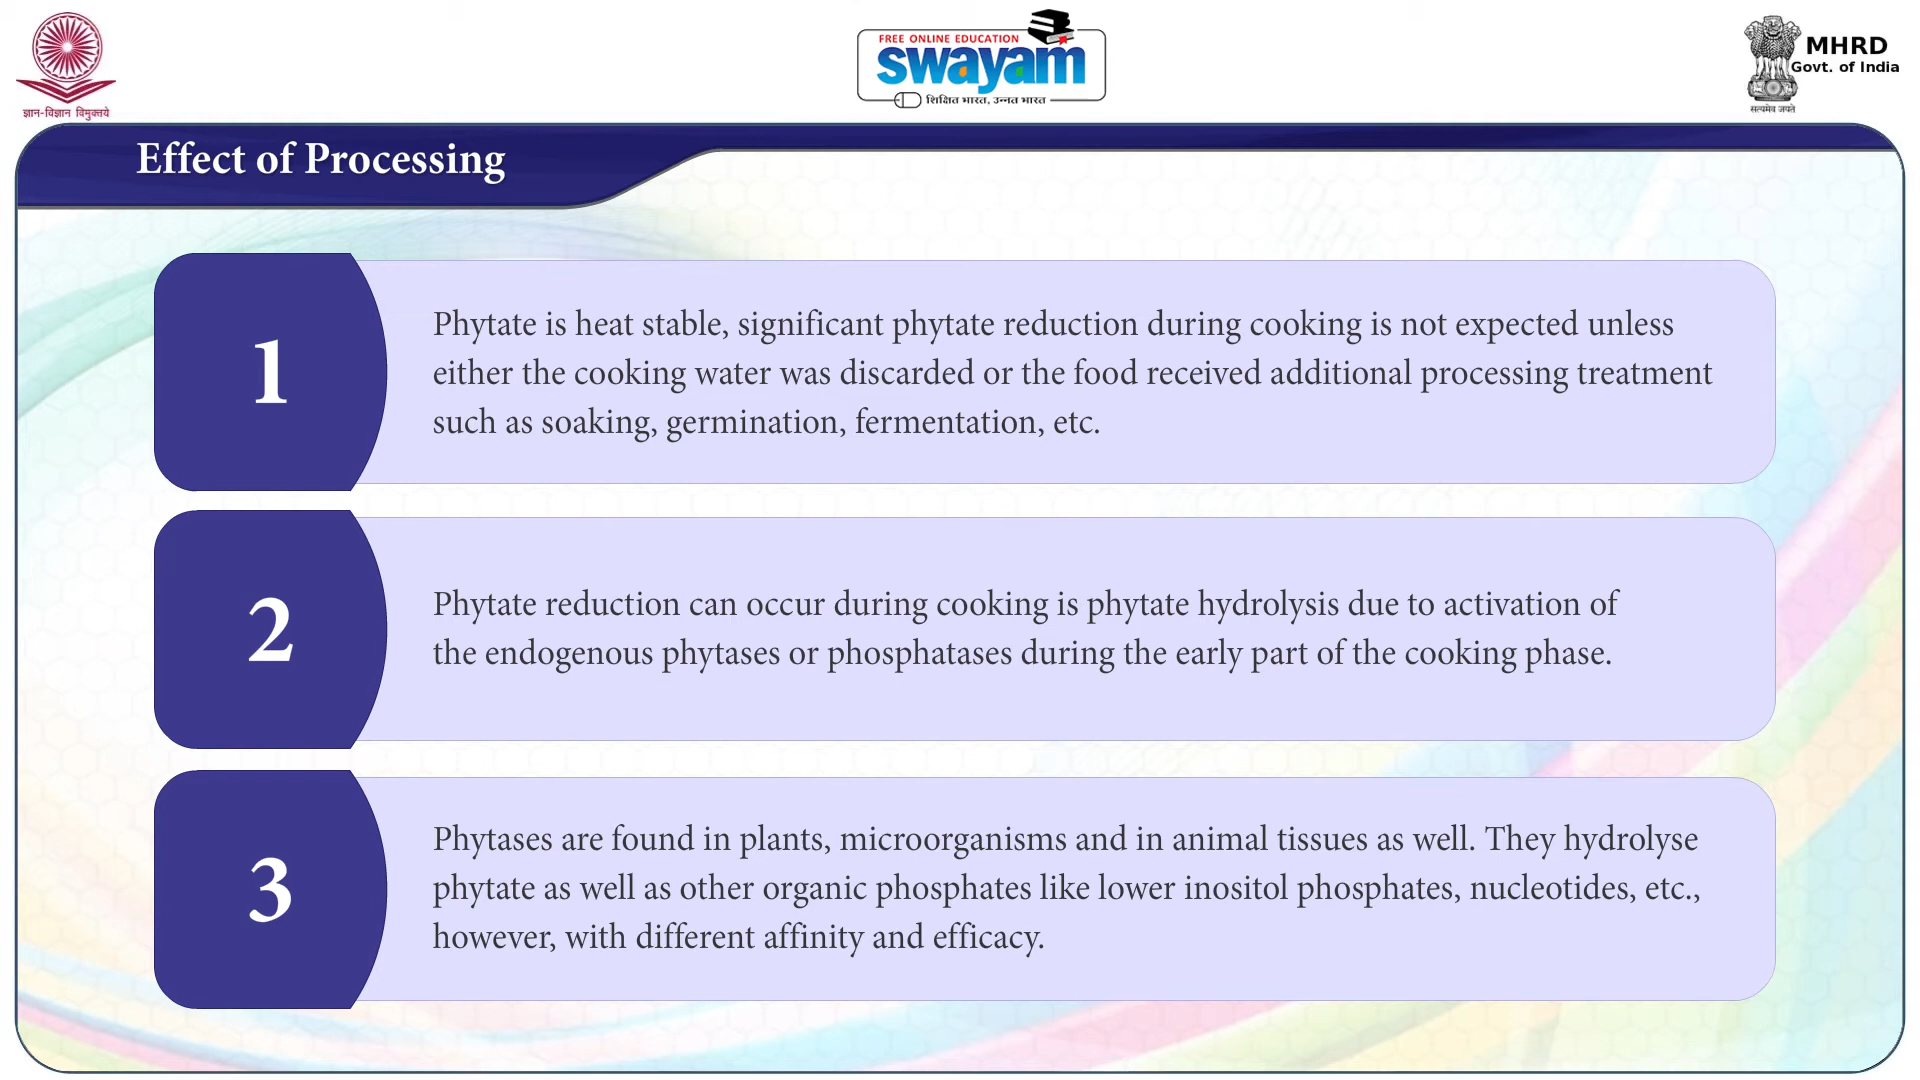 ज्ञान-विज्ञान विमुक्तये
FREE ONLINE EDUCATION
swayam
शिक्षित भारत, उन्नत भारत
MHRD
Govt. of India
सत्यमेव जयते
Effect of Processing
1
Phytate is heat stable, significant phytate reduction during cooking is not expected unless
either the cooking water was discarded or the food received additional processing treatment
such as soaking, germination, fermentation, etc.
2
Phytate reduction can occur during cooking is phytate hydrolysis due to activation of
the endogenous phytases or phosphatases during the early part of the cooking phase.
3
Phytases are found in plants, microorganisms and in animal tissues as well. They hydrolyse
phytate as well as other organic phosphates like lower inositol phosphates, nucleotides, etc.,
however, with different affinity and efficacy.